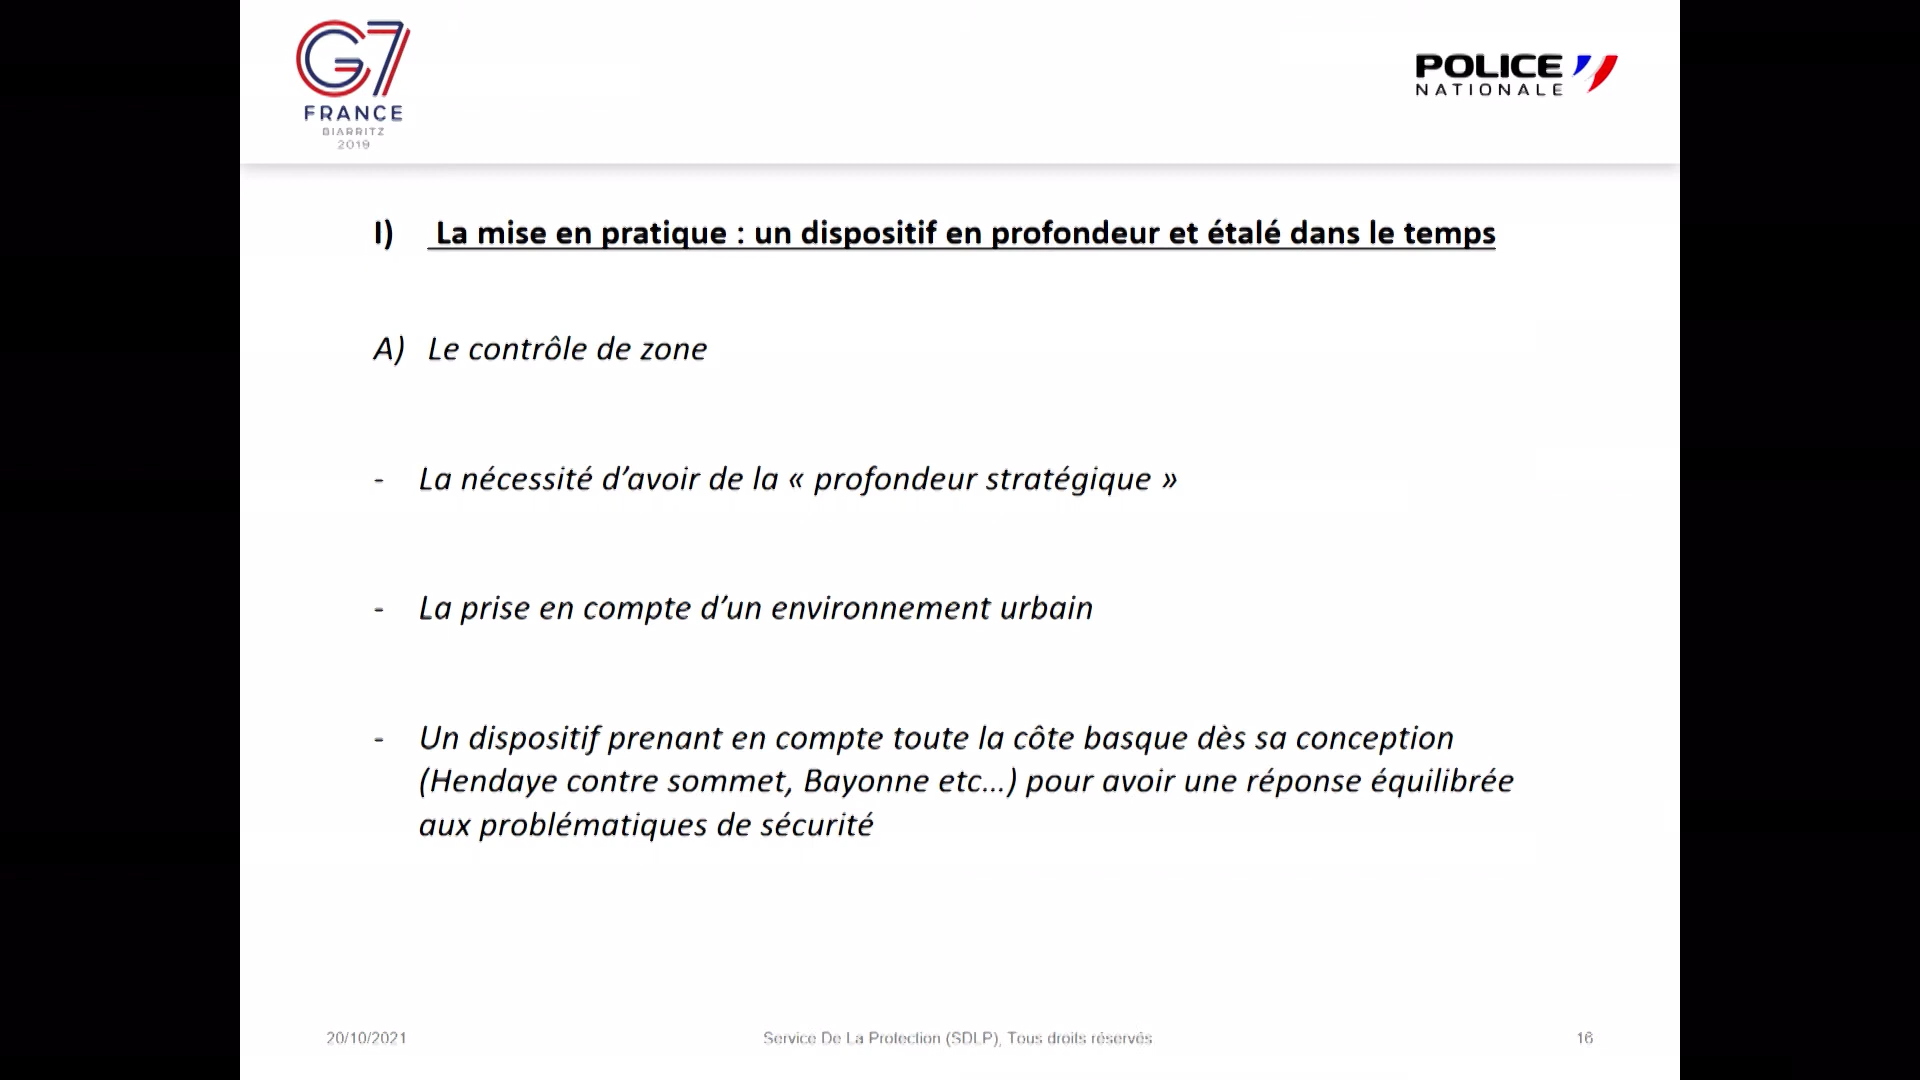 G7
FRANCE
BIARRITZ
2019
POLICE
NATIONALE
I) La mise en pratique : un dispositif en profondeur et étalé dans le temps
A) Le contrôle de zone
- La nécessité d’avoir de la « profondeur stratégique »
- La prise en compte d’un environnement urbain
- Un dispositif prenant en compte toute la côte basque dès sa conception
(Hendaye contre sommet, Bayonne etc…) pour avoir une réponse équilibrée
aux problématiques de sécurité
20/10/2021
Service De La Protection (SDLP), Tous droits réservés
16